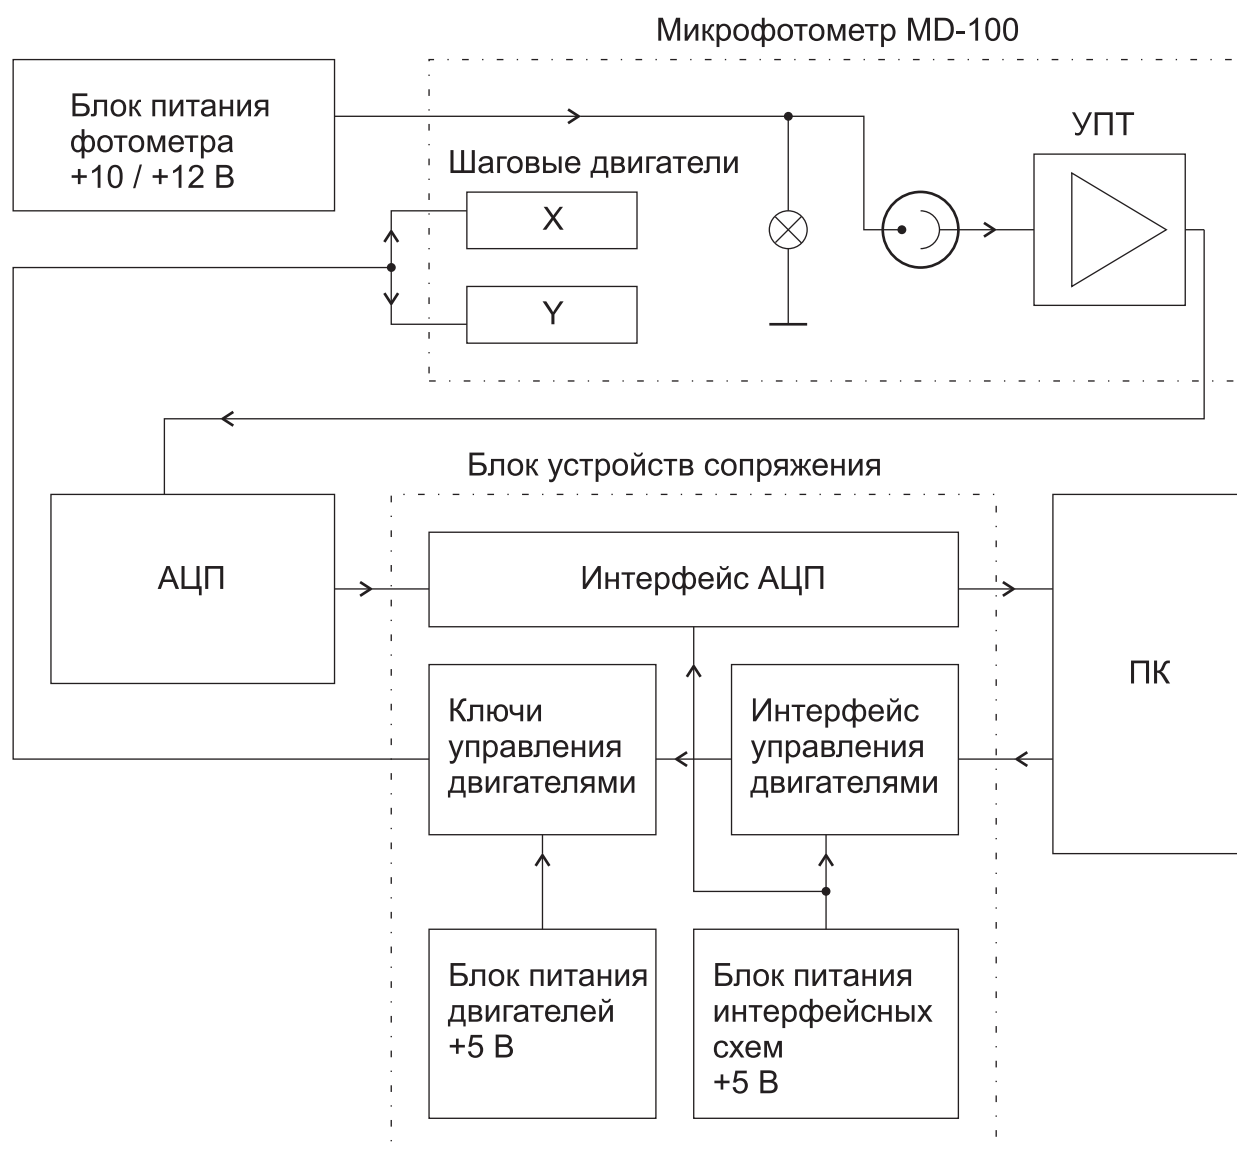 Микрофотометр MD-100
Блок питания
фотометра
+10 / +12 В
УПТ
Шаговые двигатели
X
Y
Блок устройств сопряжения
АЦП
Интерфейс АЦП
ПК
Ключи
управления
двигателями
Интерфейс
управления
двигателями
Блок питания
двигателей
+5 В
Блок питания
интерфейсных
схем
+5 В